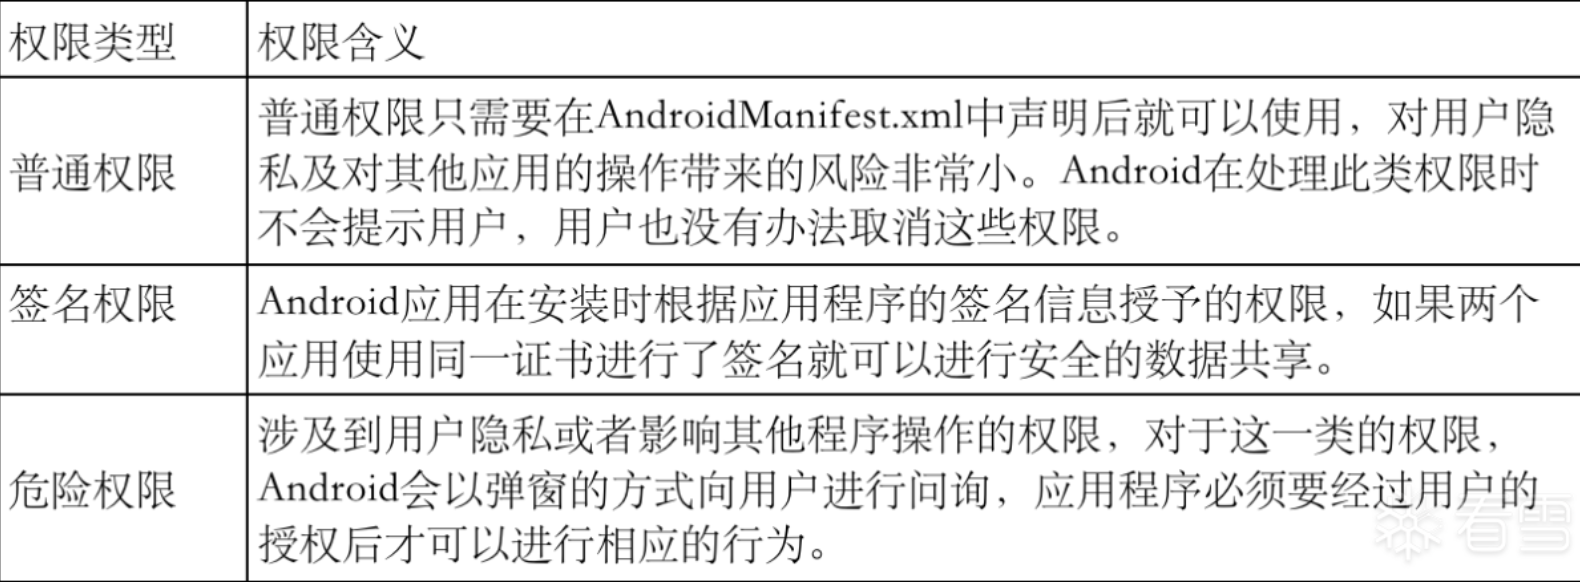 权限类型
权限含义
普通权限
普通权限只需要在AndroidManifest.xml中声明后就可以使用，对用户隐
私及对其他应用的操作带来的风险非常小。Android在处理此类权限时
不会提示用户，用户也没有办法取消这些权限。
签名权限
Android应用在安装时根据应用程序的签名信息授予的权限，如果两个
应用使用同一证书进行了签名就可以进行安全的数据共享。
危险权限
涉及到用户隐私或者影响其他程序操作的权限，对于这一类的权限，
Android会以弹窗的方式向用户进行问询，应用程序必须要经过用户的
授权后才可以进行相应的行为。
看雪